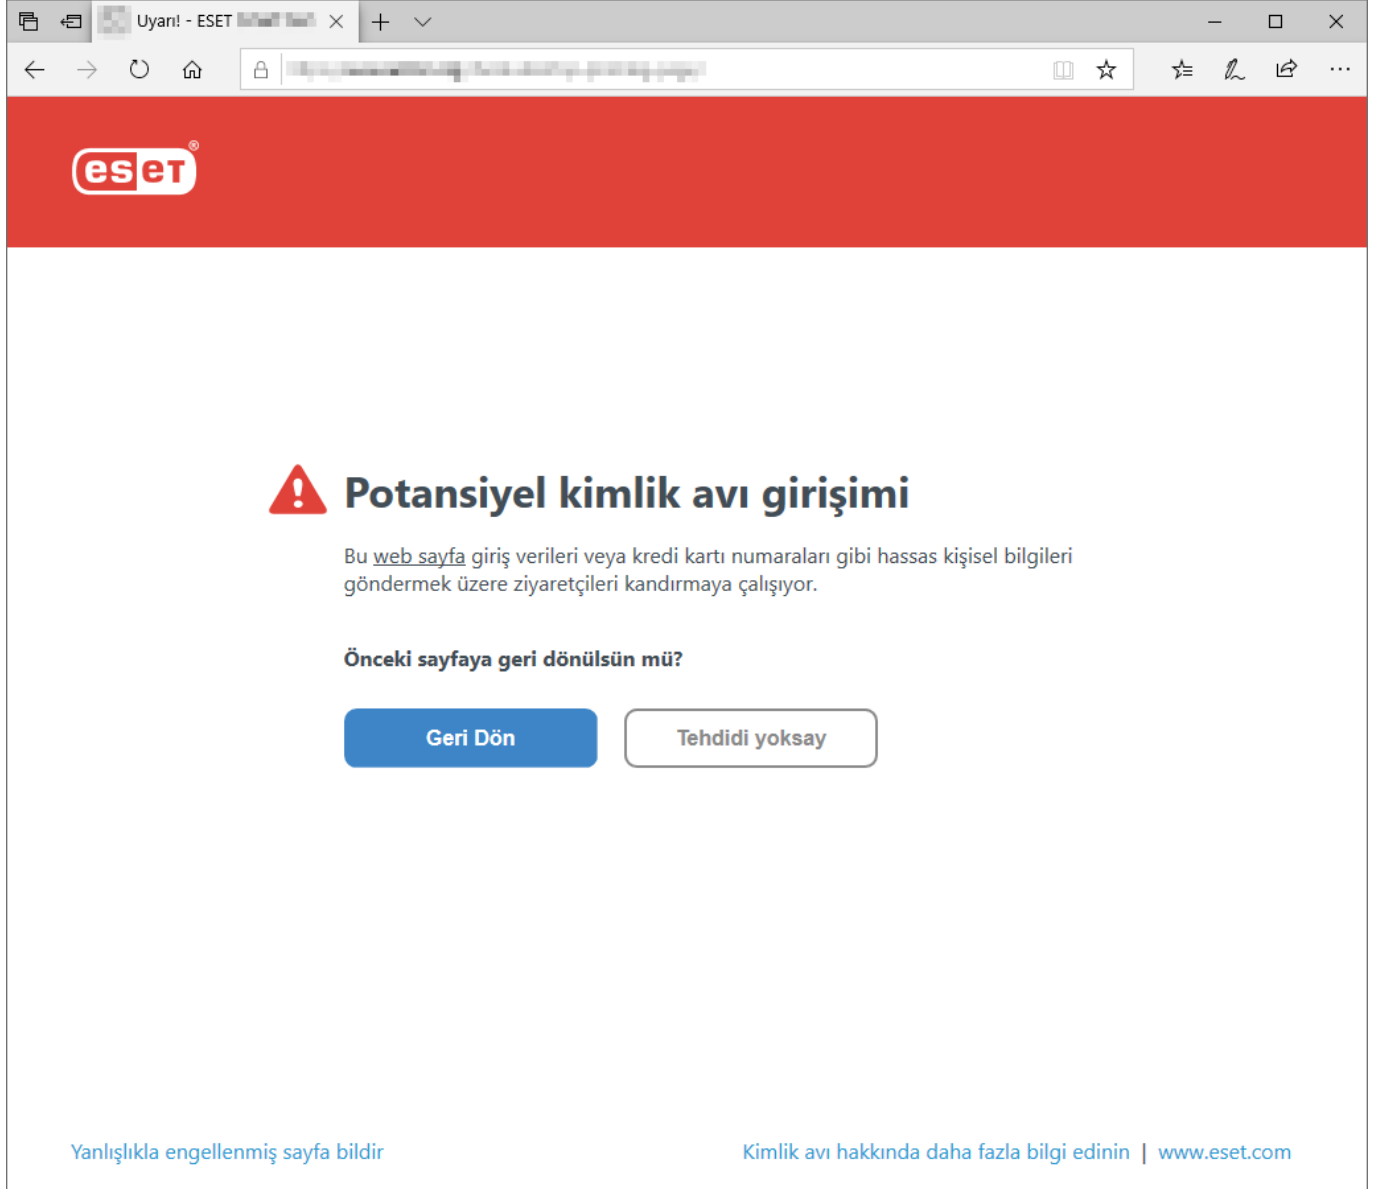 Uyarı! - ESET
eseT®
Potansiyel kimlik avı girişimi
Bu web sayfa giriş verileri veya kredi kartı numaraları gibi hassas kişisel bilgileri
göndermek üzere ziyaretçileri kandırmaya çalışıyor.
Önceki sayfaya geri dönülsün mü?
Geri Dön
Tehdidi yoksay
Yanlışlıkla engellenmiş sayfa bildir
Kimlik avı hakkında daha fazla bilgi edinin | www.eset.com